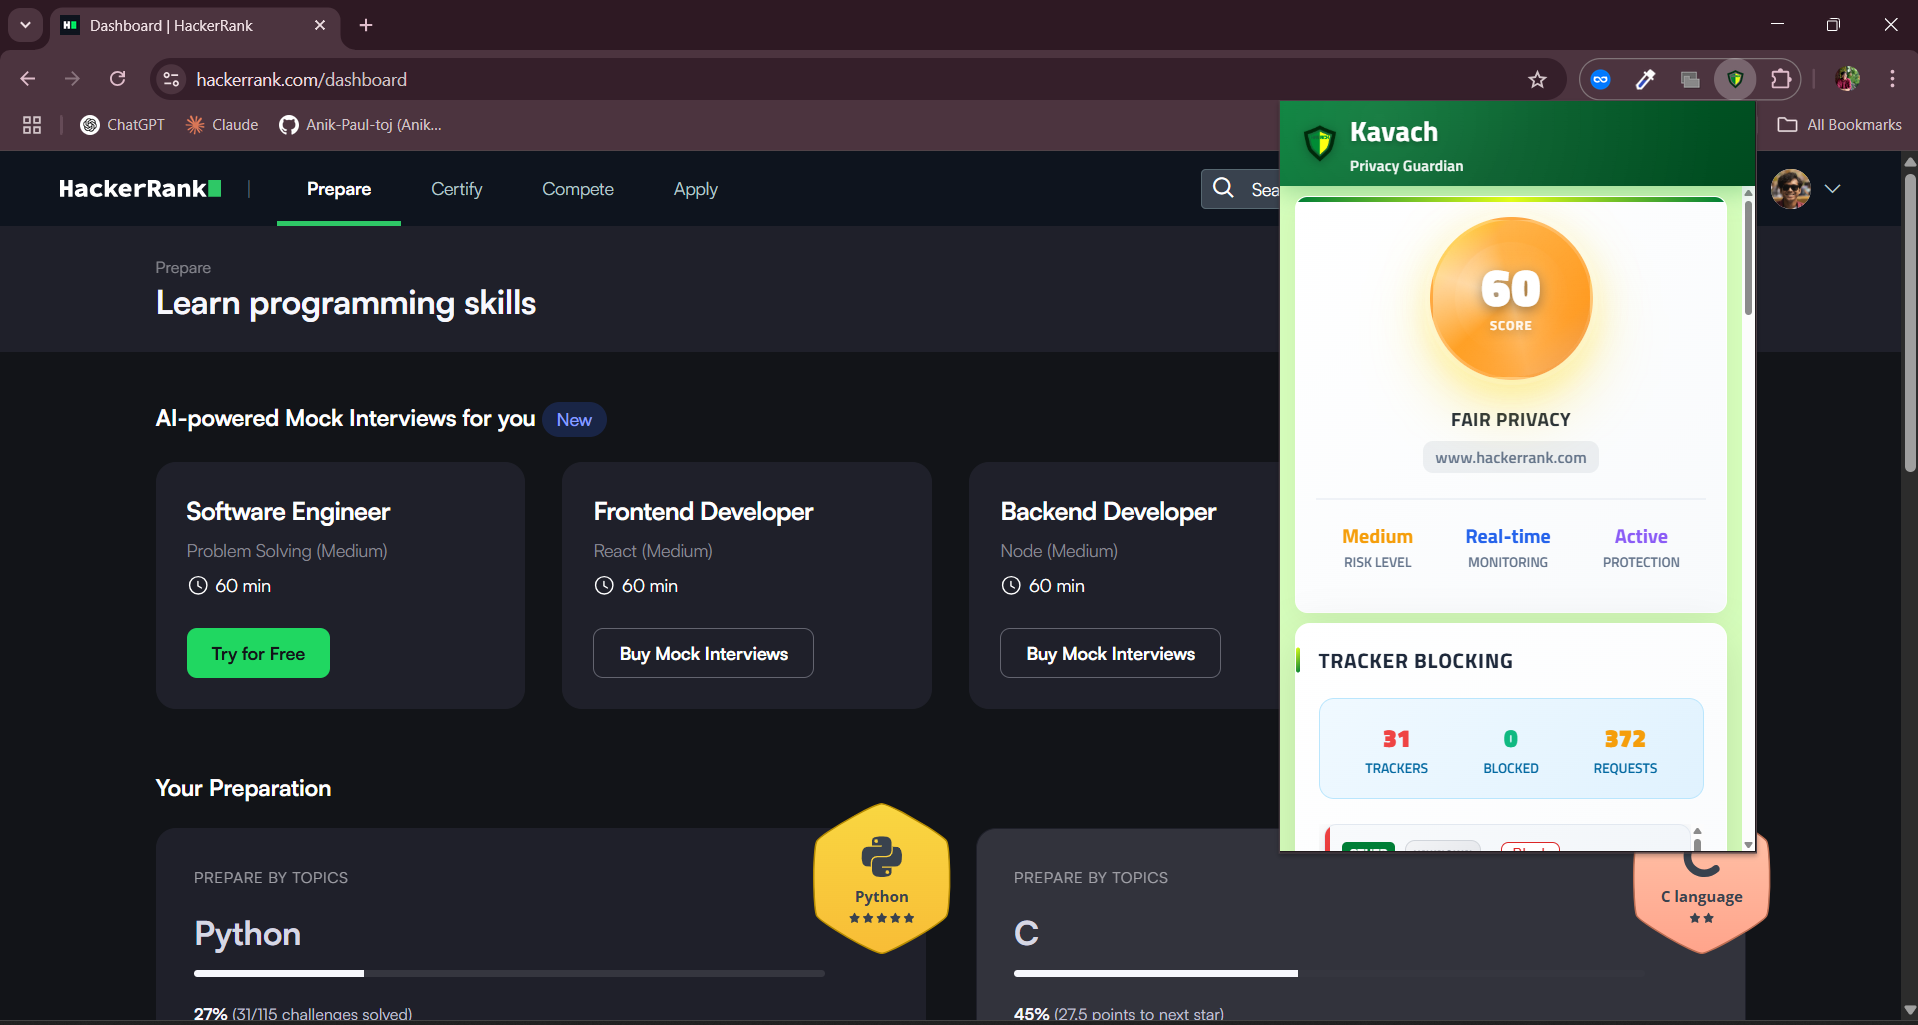 Dashboard | HackerRank
hackerrank.com/dashboard
ChatGPT
Claude
Anik-Paul-toj (Anik...
All Bookmarks
HackerRank
Prepare
Certify
Compete
Apply
Sea
Prepare
Learn programming skills
AI-powered Mock Interviews for you
New
Software Engineer
Problem Solving (Medium)
60 min
Try for Free
Frontend Developer
React (Medium)
60 min
Buy Mock Interviews
Backend Developer
Node (Medium)
60 min
Buy Mock Interviews
Your Preparation
PREPARE BY TOPICS
Python
27% (31/115 challenges solved)
Python
PREPARE BY TOPICS
C
45% (27.5 points to next star)
C language
Kavach
Privacy Guardian
60
SCORE
FAIR PRIVACY
www.hackerrank.com
Medium
RISK LEVEL
Real-time
MONITORING
Active
PROTECTION
TRACKER BLOCKING
31
TRACKERS
0
BLOCKED
372
REQUESTS